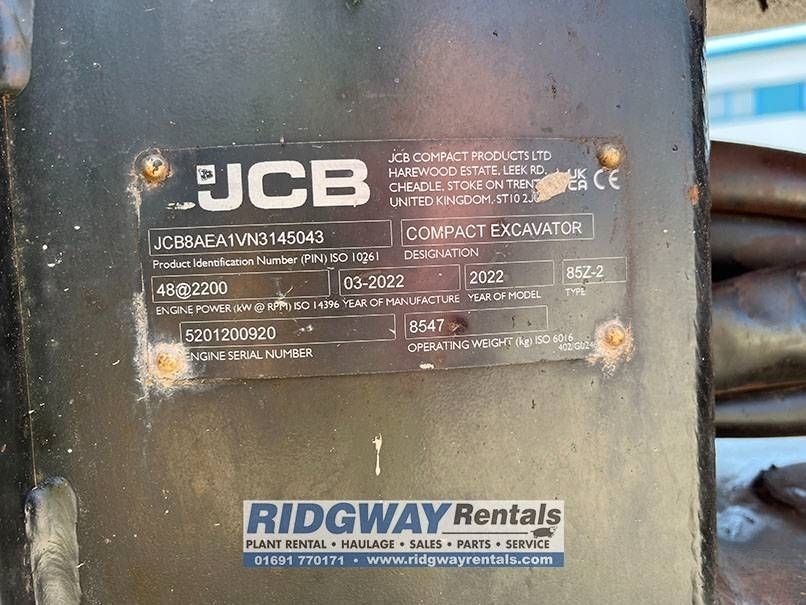 JCB
JCB COMPACT PRODUCTS LTD
HAREWOOD ESTATE, LEEK RD,
CHEADLE, STOKE ON TRENT
UNITED KINGDOM, ST10
UK
CA
CE
JCB8AEA1VN3145043
Product Identification Number (PIN) ISO 10261
COMPACT EXCAVATOR
DESIGNATION
48@2200
ENGINE POWER (kW @ RPM) ISO 14396
03-2022
YEAR OF MANUFACTURE
2022
YEAR OF MODEL
85Z-2
TYPE
5201200920
ENGINE SERIAL NUMBER
8547
OPERATING WEIGHT (kg) ISO 6016
RIDGWAY Rentals
PLANT RENTAL • HAULAGE • SALES • PARTS • SERVICE
01691 770171 • www.ridgwayrentals.com